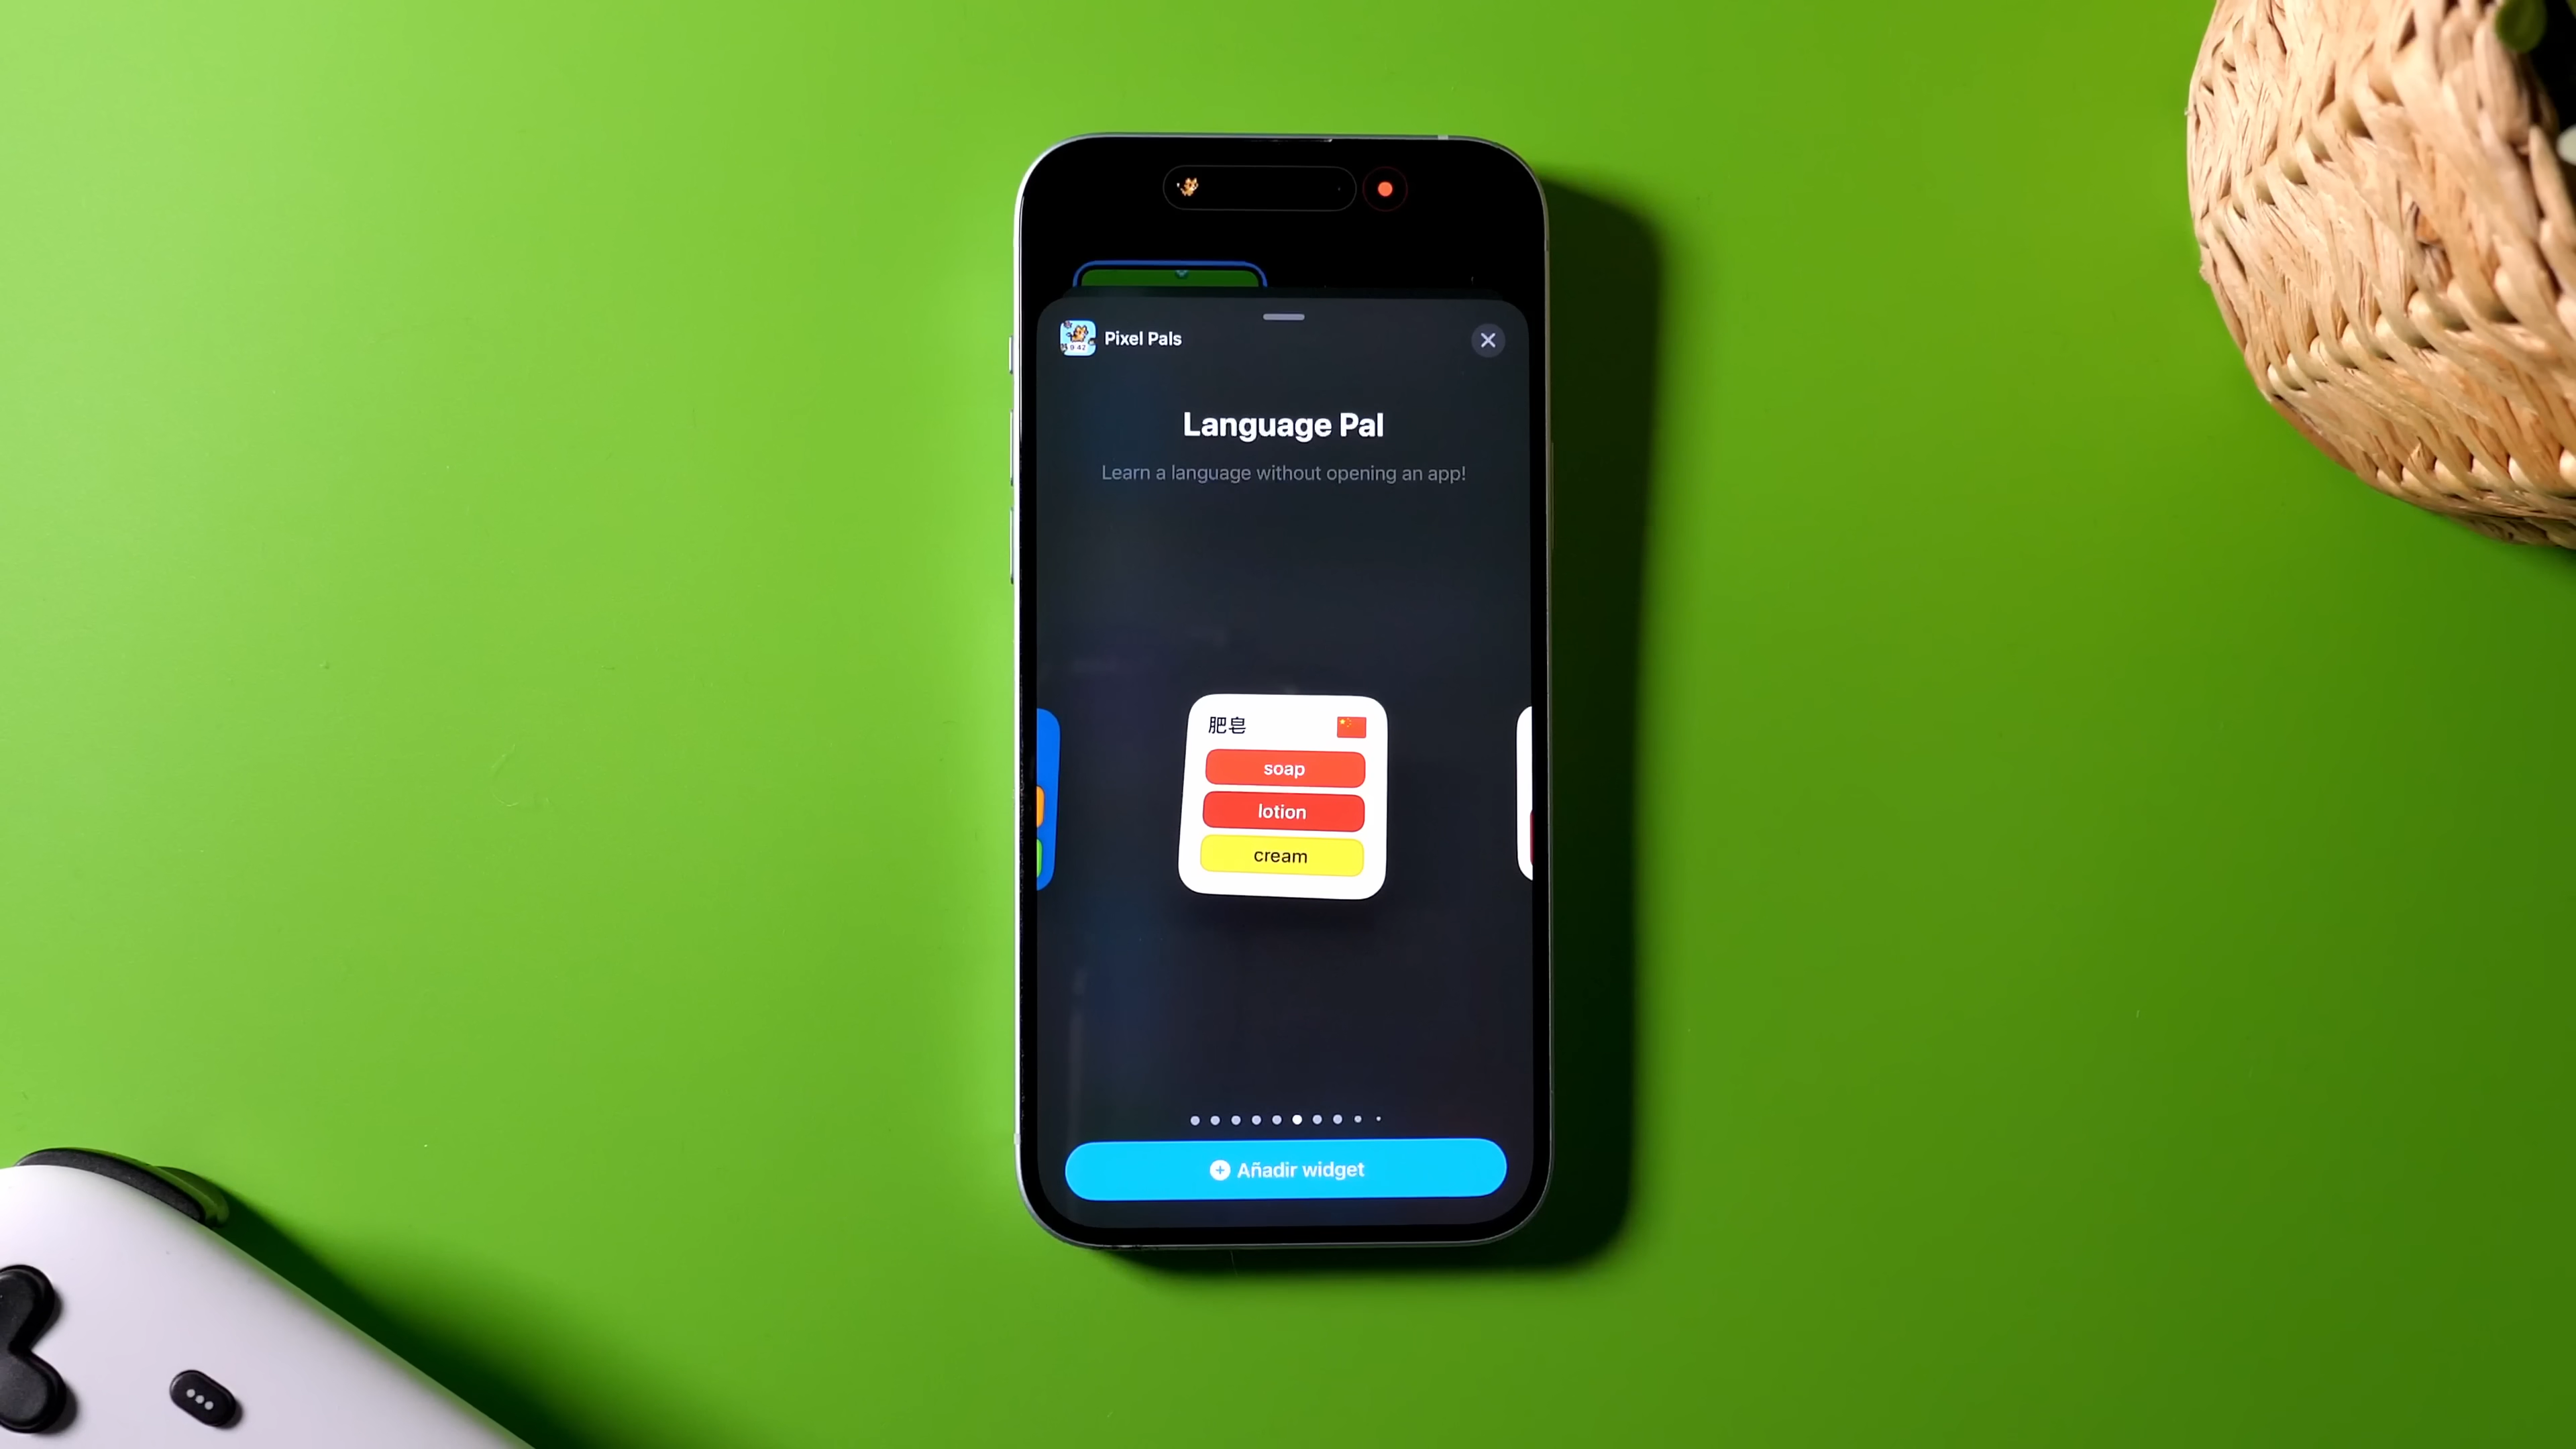 Pixel Pals
Language Pal
Learn a language without opening an app!
肥皂
soap
lotion
cream
Añadir widget